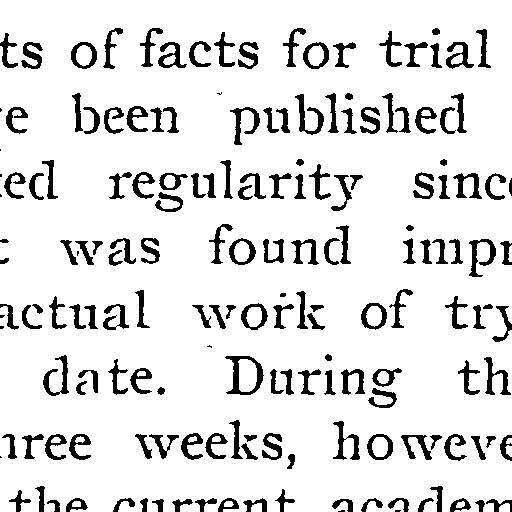 ts of facts for trial
e been published
ed regularity since
t was found impr
actual work of try
date. During th
hree weeks, howeve
the current academ